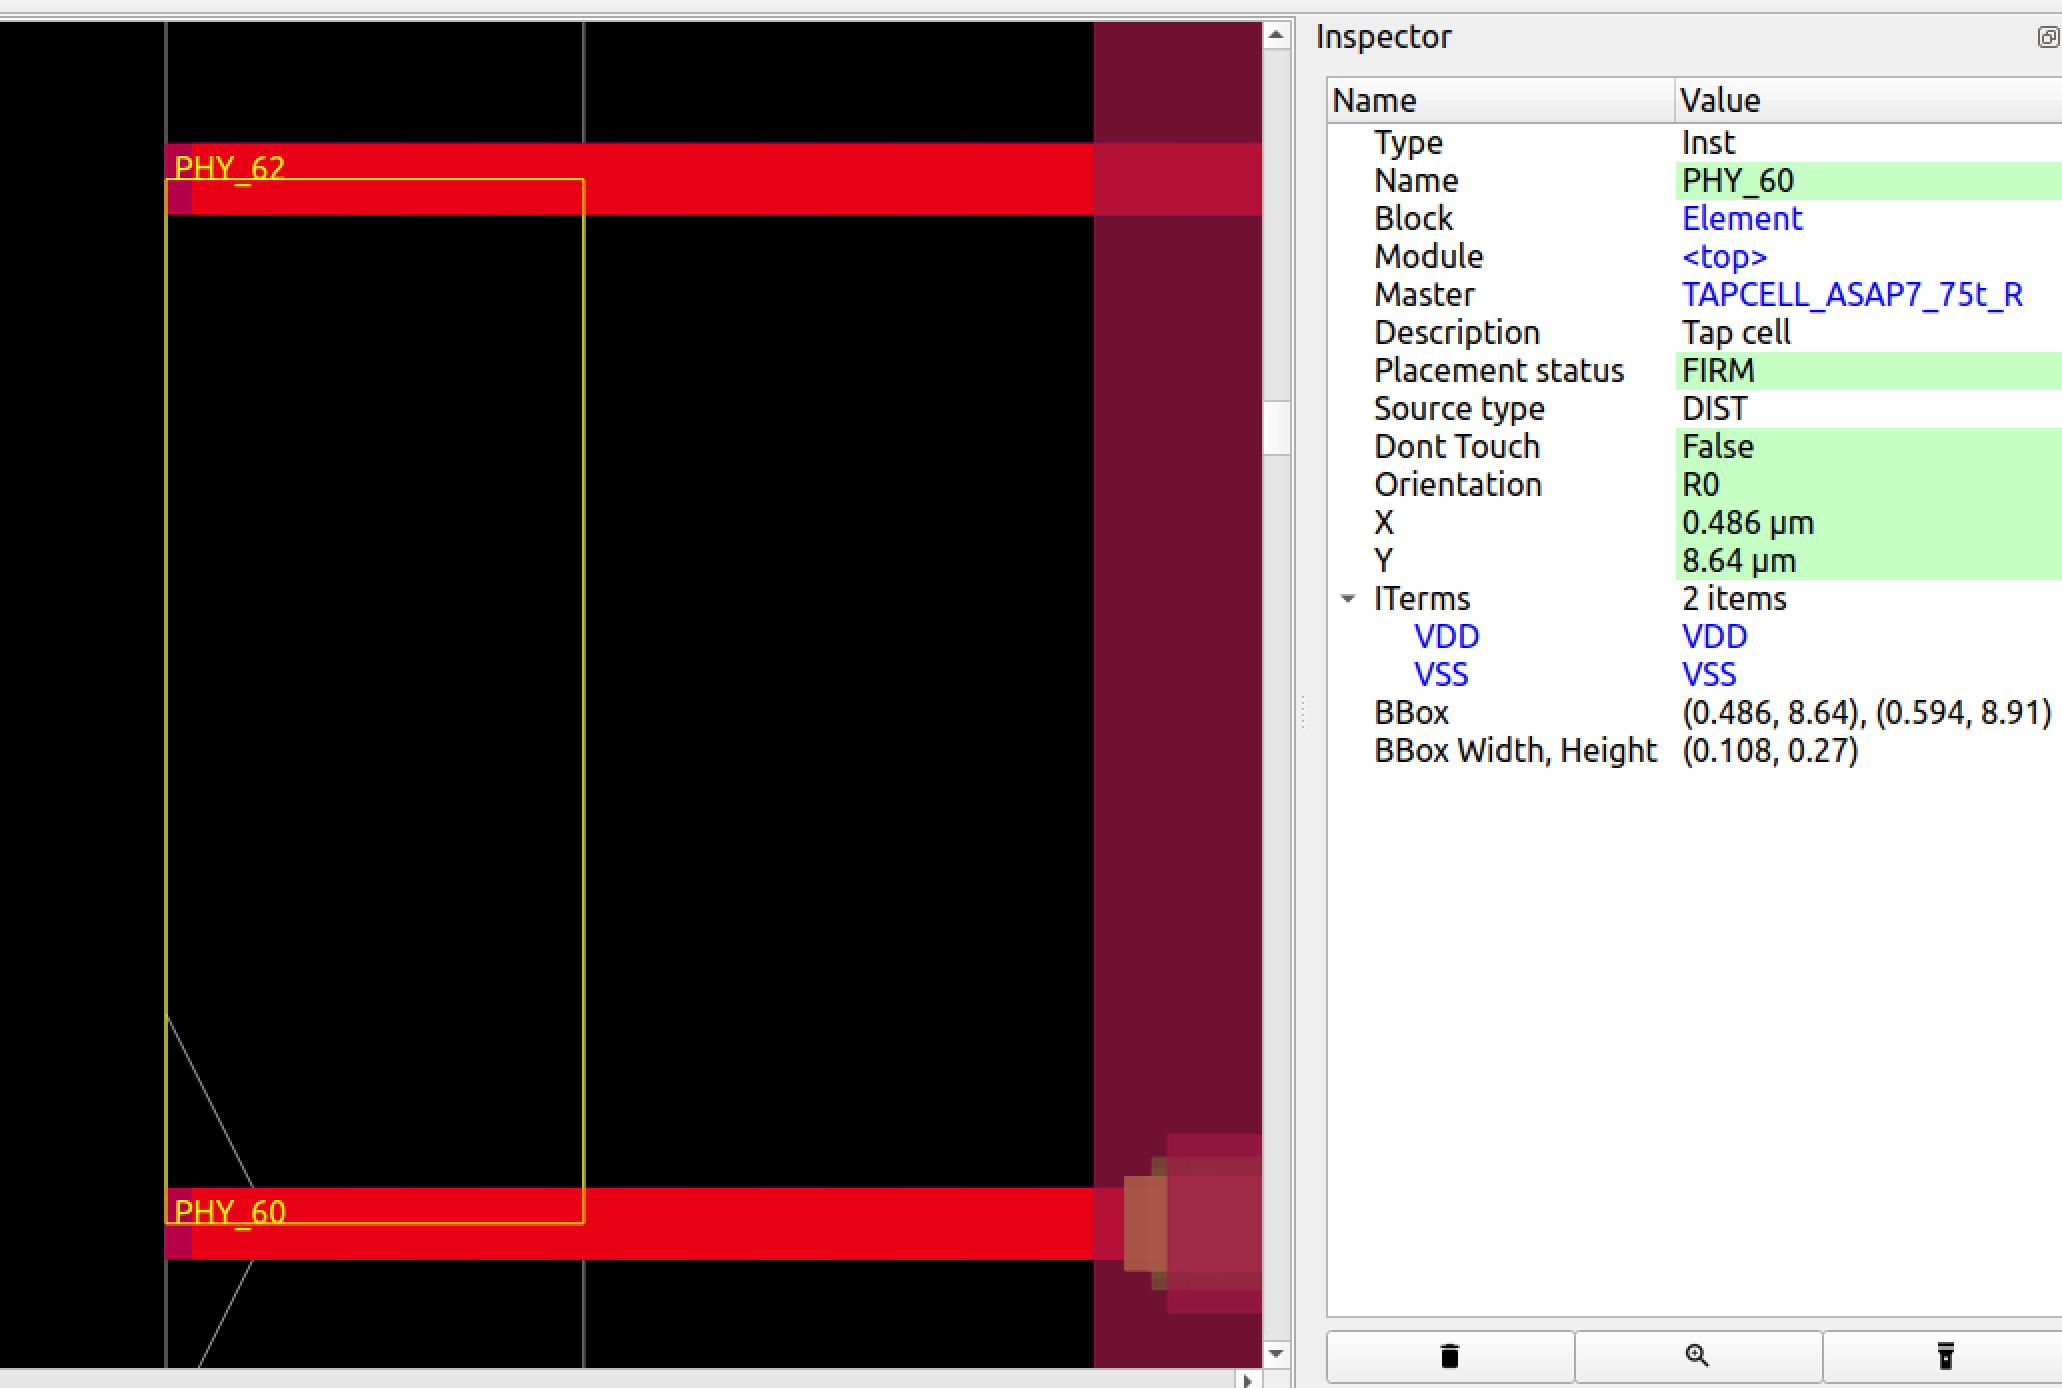 PHY_62
PHY_60
Inspector
Name Value
Type Inst
Name PHY_60
Block Element
Module <top>
Master TAPCELL_ASAP7_75t_R
Description Tap cell
Placement status FIRM
Source type DIST
Dont Touch False
Orientation R0
X 0.486 μm
Y 8.64 μm
ITerms 2 items
VDD VDD
VSS VSS
BBox (0.486, 8.64), (0.594, 8.91)
BBox Width, Height (0.108, 0.27)